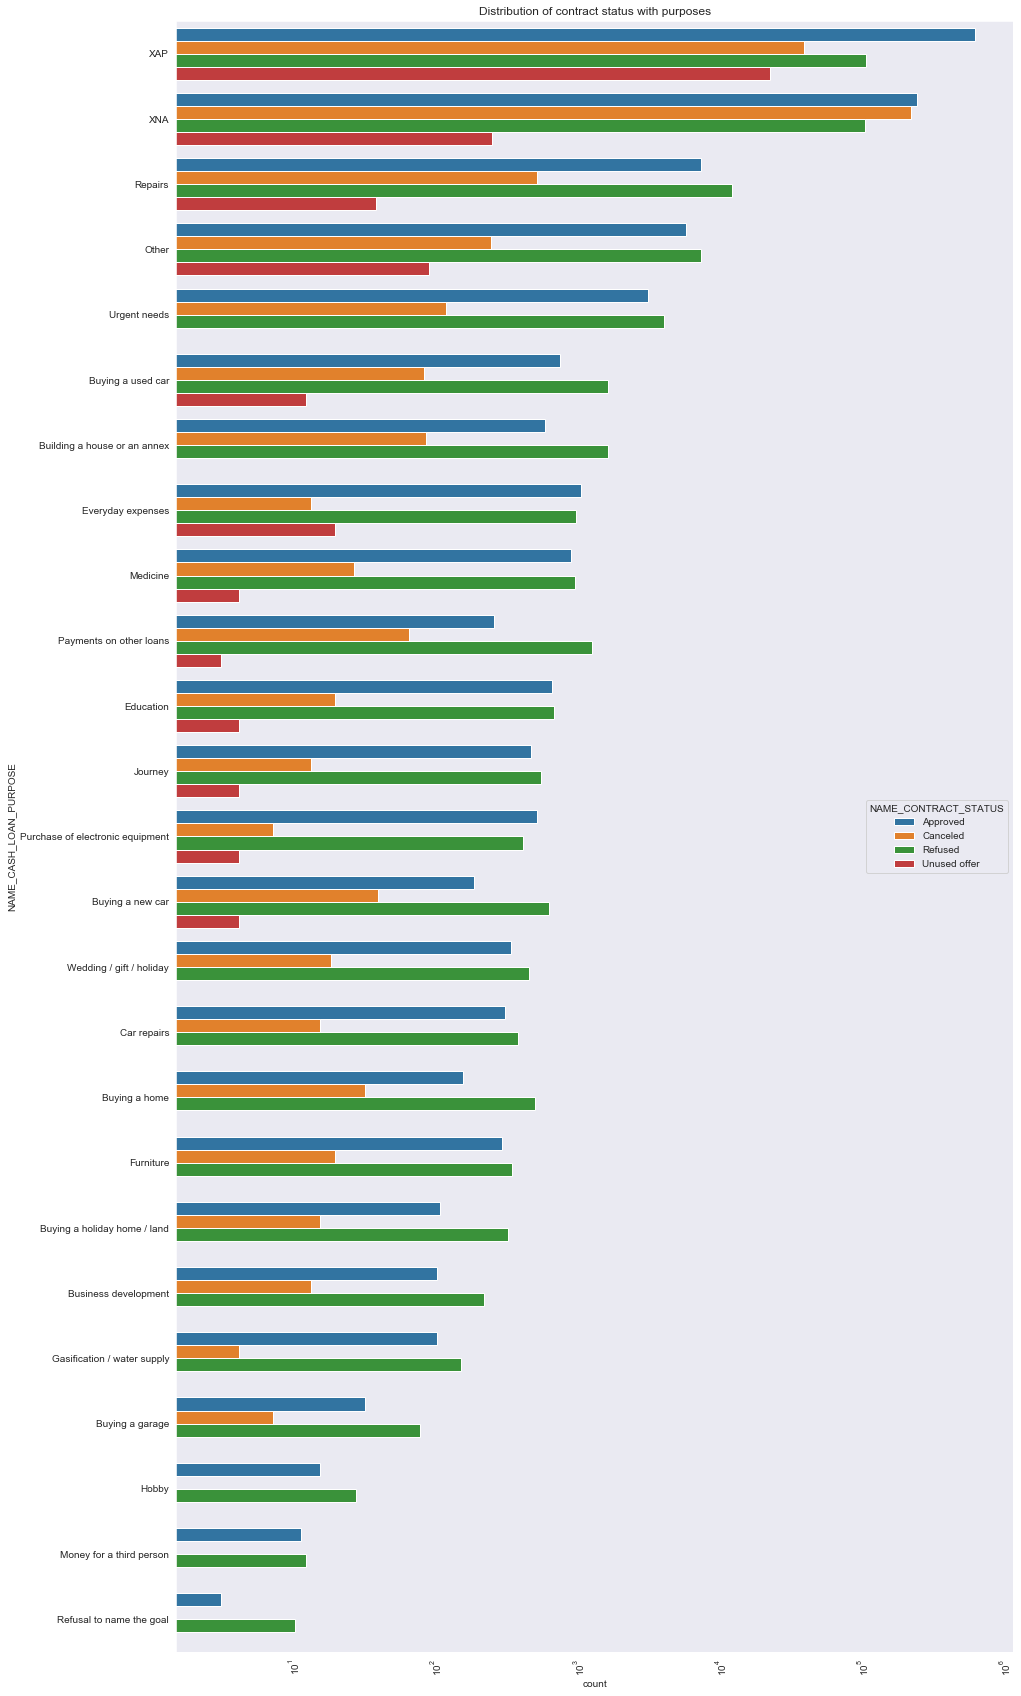 Distribution of contract status with purposes
NAME_CASH_LOAN_PURPOSE
XAP
XNA
Repairs
Other
Urgent needs
Buying a used car
Building a house or an annex
Everyday expenses
Medicine
Payments on other loans
Education
Journey
Purchase of electronic equipment
Buying a new car
Wedding / gift / holiday
Car repairs
Buying a home
Furniture
Buying a holiday home / land
Business development
Gasification / water supply
Buying a garage
Hobby
Money for a third person
Refusal to name the goal
NAME_CONTRACT_STATUS
Approved
Canceled
Refused
Unused offer
10¹
10²
10³
10⁴
10⁵
10⁶
count